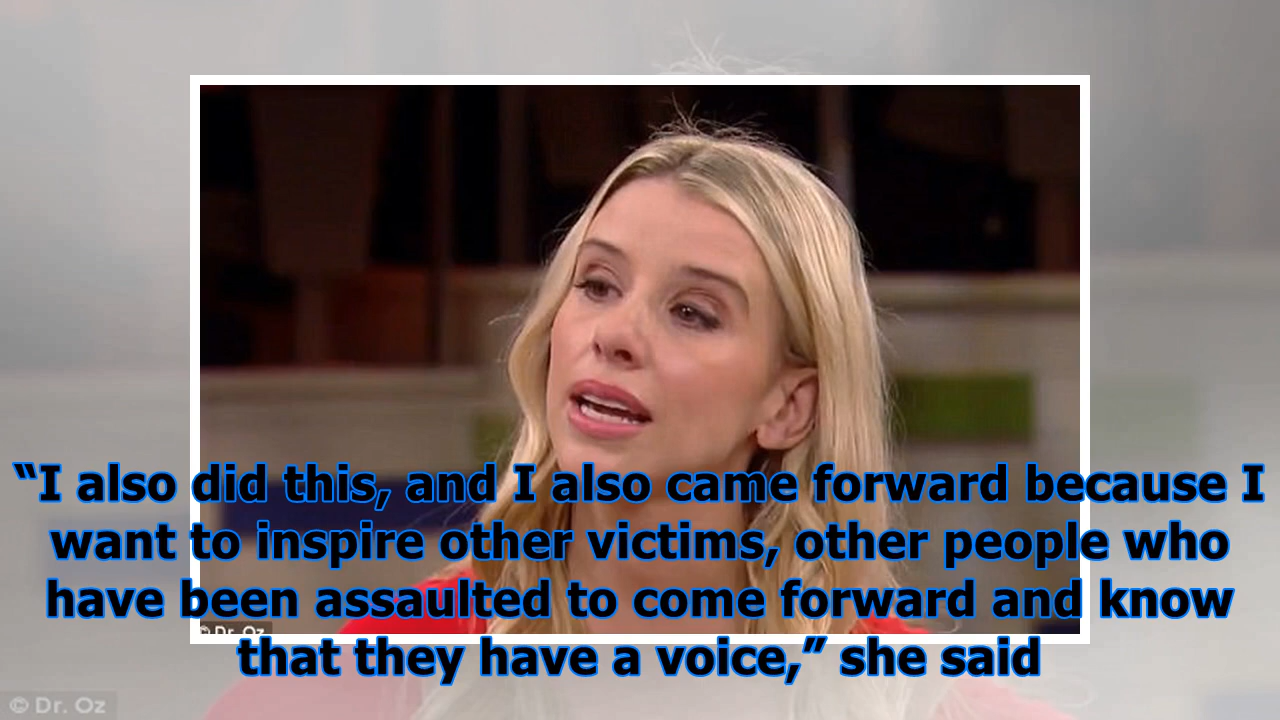 “I also did this, and I also came forward because I
want to inspire other victims, other people who
have been assaulted to come forward and know
that they have a voice,” she said
© Dr. Oz
© Dr. Oz